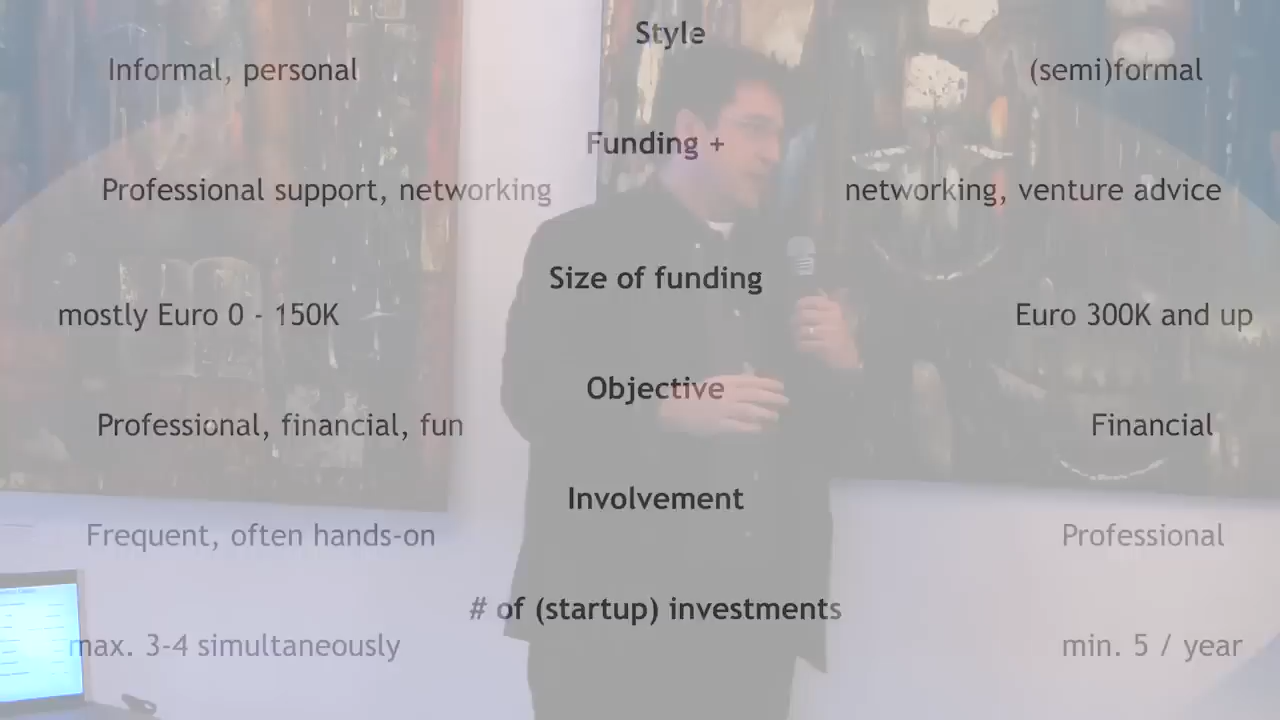 Style
Informal, personal
(semi)formal
Funding +
Professional support, networking
networking, venture advice
Size of funding
mostly Euro 0 - 150K
Euro 300K and up
Objective
Professional, financial, fun
Financial
Involvement
Frequent, often hands-on
Professional
# of (startup) investments
max. 3-4 simultaneously
min. 5 / year